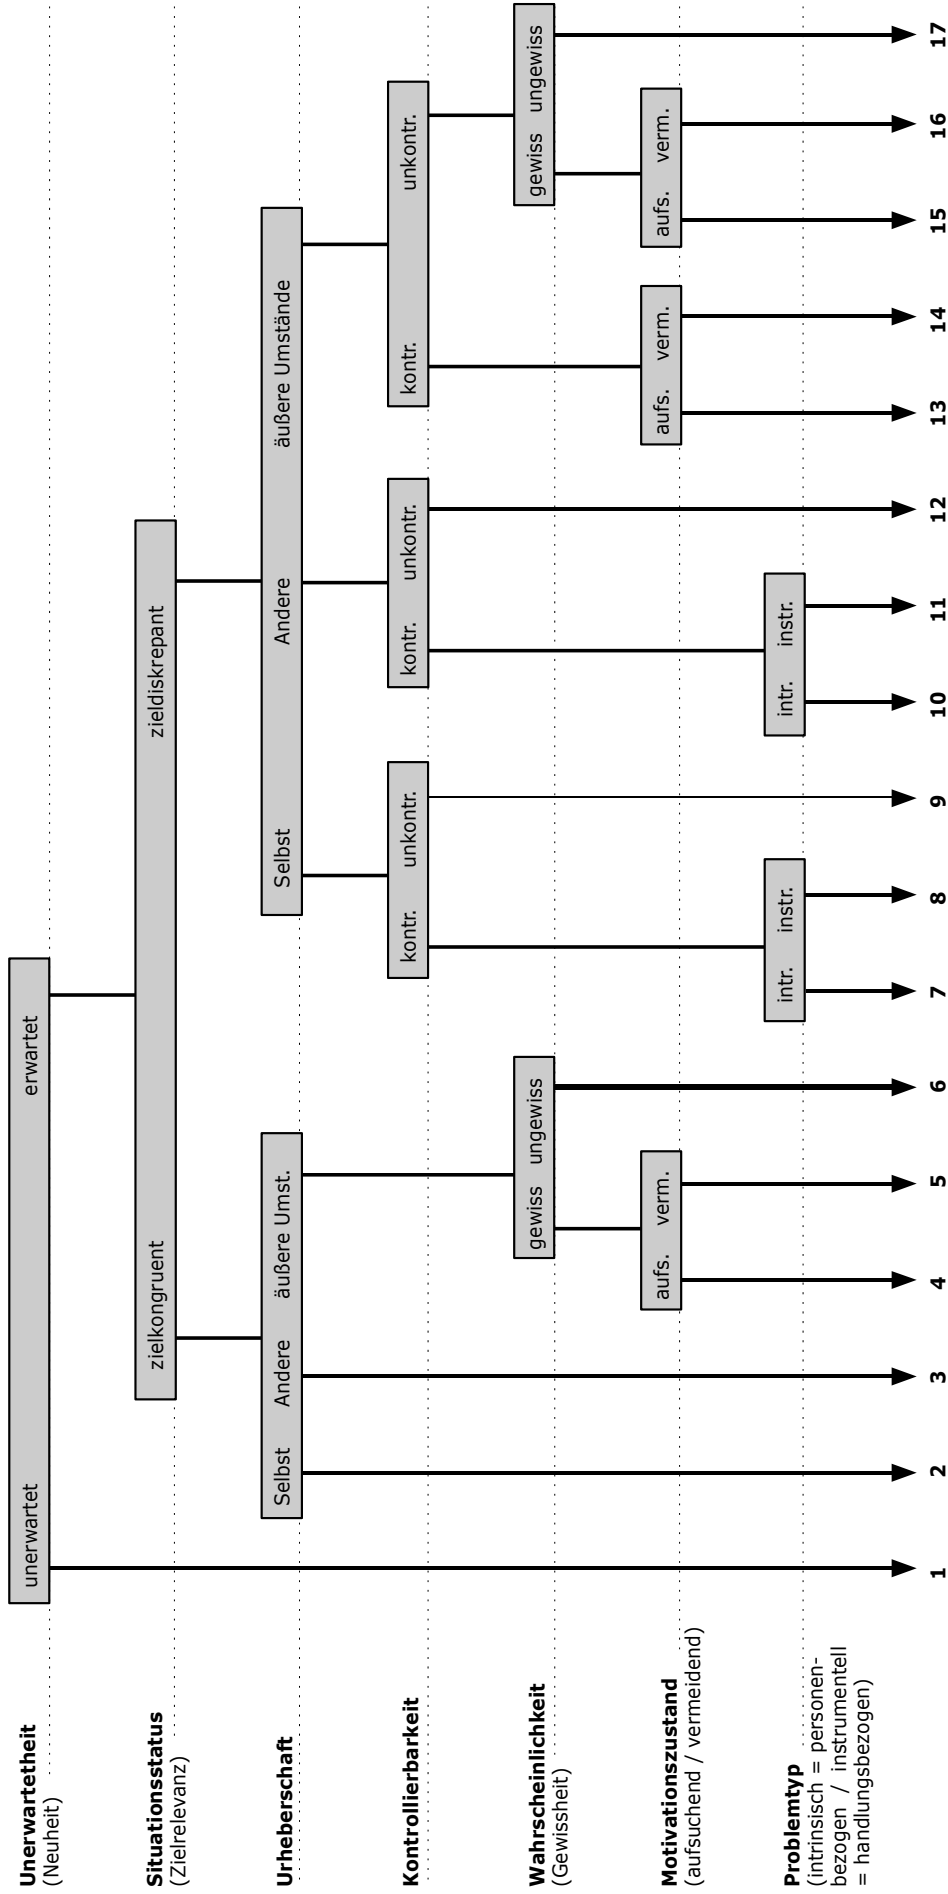 Unerwartetheit
(Neuheit)
unerwartet erwartet
Situationsstatus
(Zielrelevanz)
zielkongruent zieldiskrepant
Urheberschaft
Selbst Andere äußere Umst. Selbst Andere äußere Umstände
Kontrollierbarkeit
kontr. unkontr. kontr. unkontr. kontr. unkontr.
Wahrscheinlichkeit
(Gewissheit)
gewiss ungewiss gewiss ungewiss
Motivationszustand
(aufsuchend / vermeidend)
aufs. verm. aufs. verm. aufs. verm.
Problemtyp
(intrinsisch = personen-
bezogen / instrumentell
= handlungsbezogen)
intr. instr. intr. instr.
1 2 3 4 5 6 7 8 9 10 11 12 13 14 15 16 17